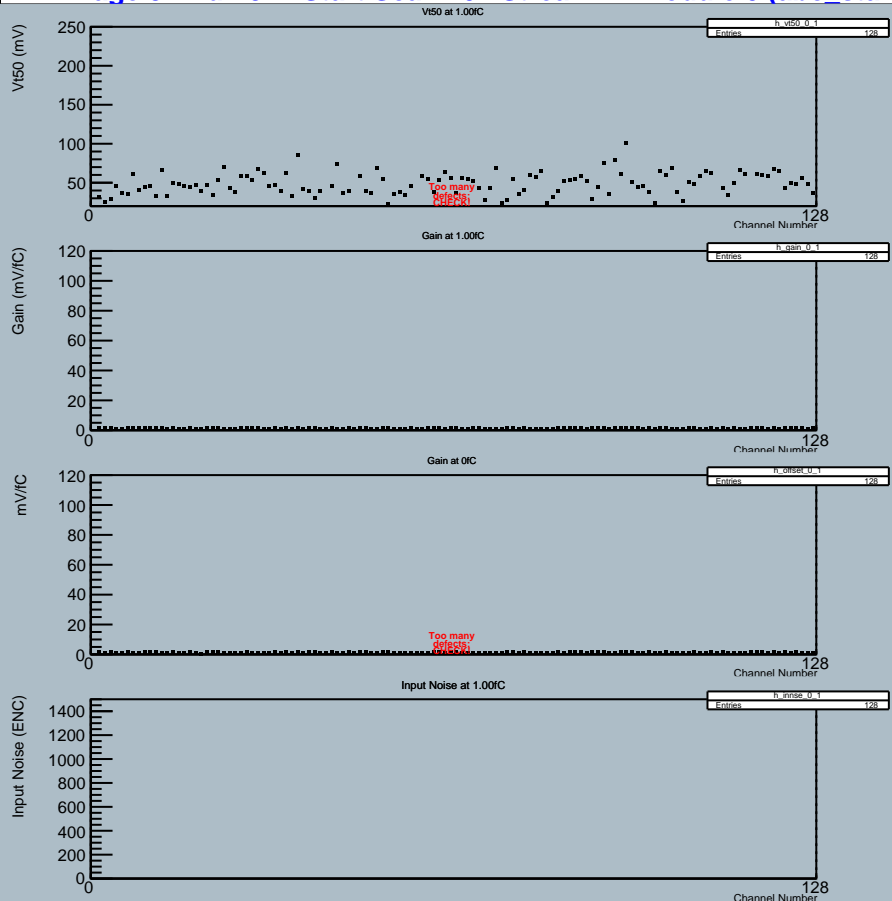 Vt50 at 1.00fC
h_vt50_0_1
Entries 128
Vt50 (mV)
250
200
150
100
50
Too many
defects:
CHECK!
0
128
Channel Number
Gain at 1.00fC
h_gain_0_1
Entries 128
Gain (mV/fC)
120
100
80
60
40
20
0
0
128
Channel Number
Gain at 0fC
h_offset_0_1
Entries 128
mV/fC
120
100
80
60
40
20
Too many
defects:
CHECK!
0
0
128
Channel Number
Input Noise at 1.00fC
h_innse_0_1
Entries 128
Input Noise (ENC)
1400
1200
1000
800
600
400
200
0
0
128
Channel Number